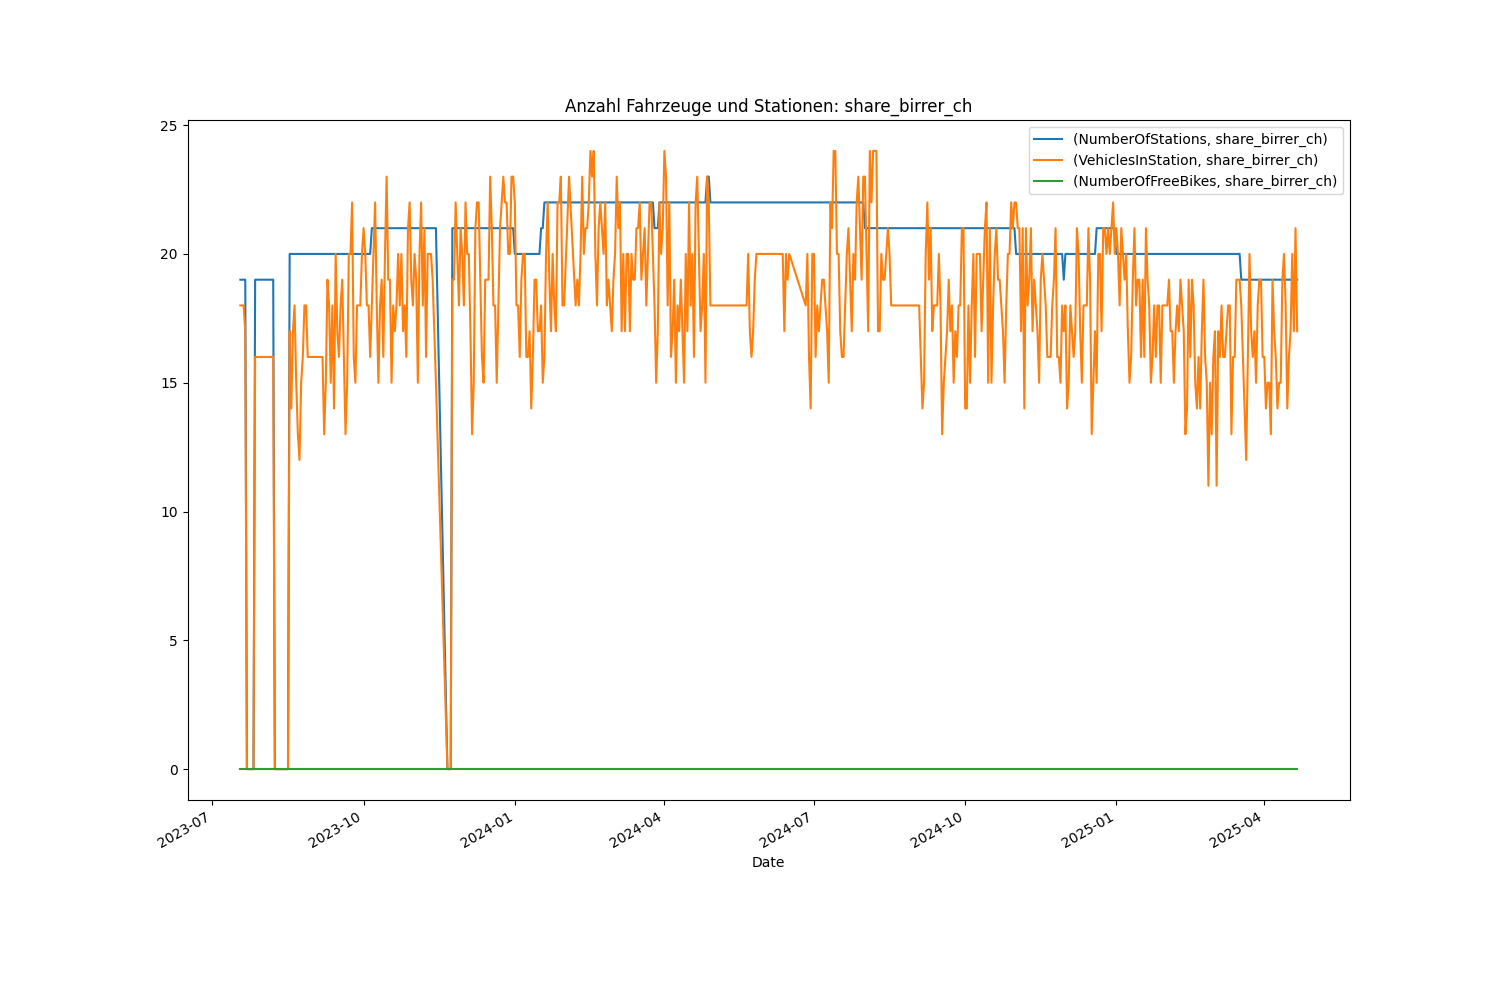 Anzahl Fahrzeuge und Stationen: share_birrer_ch
(NumberOfStations, share_birrer_ch)
(VehiclesInStation, share_birrer_ch)
(NumberOfFreeBikes, share_birrer_ch)
25
20
15
10
5
0
2023-07
2023-10
2024-01
2024-04
2024-07
2024-10
2025-01
2025-04
Date